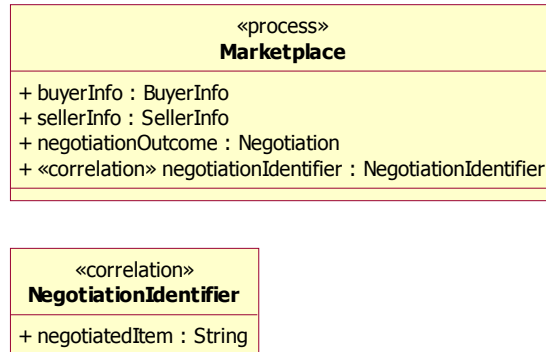 «process»
Marketplace
+ buyerInfo : BuyerInfo
+ sellerInfo : SellerInfo
+ negotiationOutcome : Negotiation
+ «correlation» negotiationIdentifier : NegotiationIdentifier
«correlation»
NegotiationIdentifier
+ negotiatedItem : String